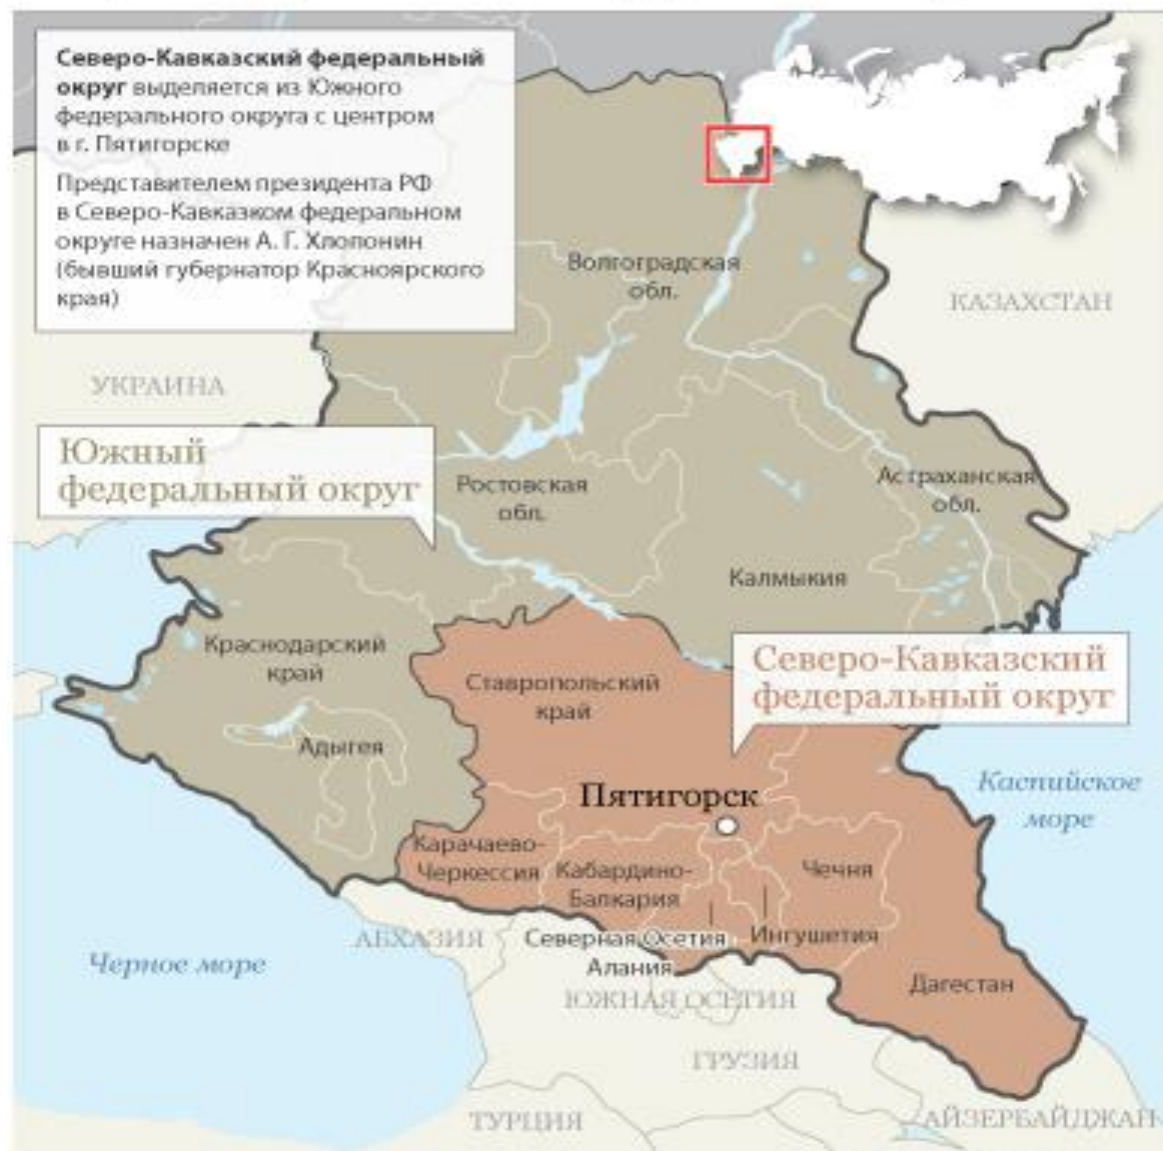 Северо-Кавказский федеральный
округ выделяется из Южного
федерального округа с центром
в г. Пятигорске
Представителем президента РФ
в Северо-Кавказком федеральном
округе назначен А. Г. Хлопонин
(бывший губернатор Красноярского
края)
Волгоградская
обл.
КАЗАХСТАН
УКРАИНА
Южный
федеральный округ
Ростовская
обл.
Астраханская
обл.
Калмыкия
Краснодарский
край
Северо-Кавказский
федеральный округ
Ставропольский
край
Адыгея
Пятигорск
Каспийское
море
Карачаево-
Черкессия
Кабардино-
Балкария
Чечня
АБХАЗИЯ
Северная Осетия
Алания
Ингушетия
Черное море
Дагестан
ЮЖНАЯ ОСЕТИЯ
ГРУЗИЯ
ТУРЦИЯ
АЙЗЕРБАЙДЖАН